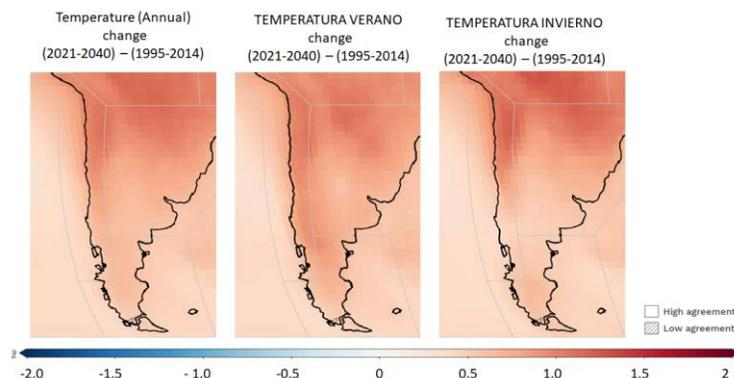 Temperature (Annual)
change
(2021-2040) – (1995-2014)
TEMPERATURA VERANO
change
(2021-2040) – (1995-2014)
TEMPERATURA INVIERNO
change
(2021-2040) – (1995-2014)
High agreement
Low agreement
-2.0 -1.5 -1.0 -0.5 0 0.5 1.0 1.5 2